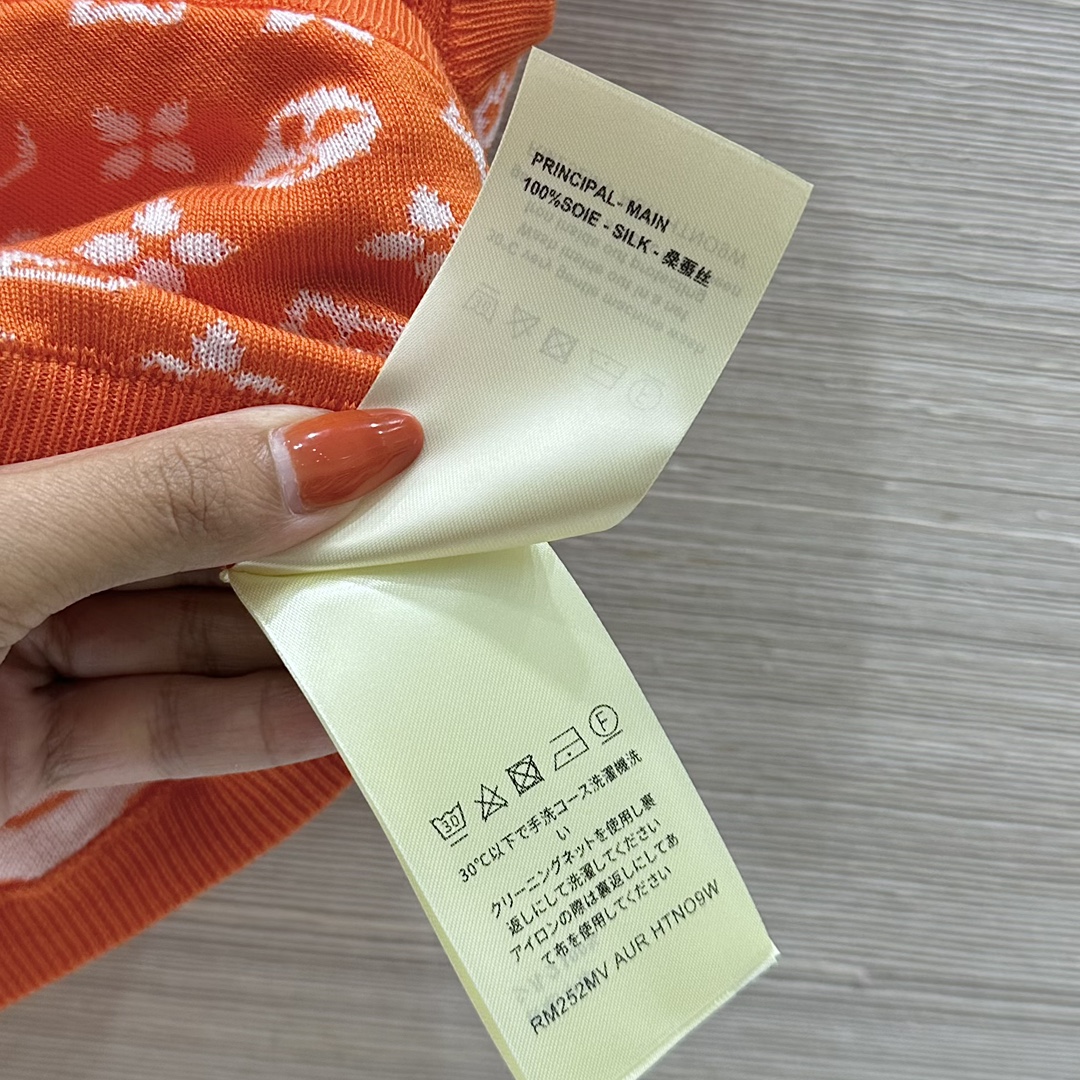 PRINCIPAL- MAIN
100%SOIE - SILK - 桑蚕丝
30
F
30℃以下で手洗コース洗濯機洗
い
クリーニングネットを使用し裏
返しにして洗濯してください
アイロンの際は裏返しにしてあ
て布を使用してください
RM252MV AUR HTNO9W